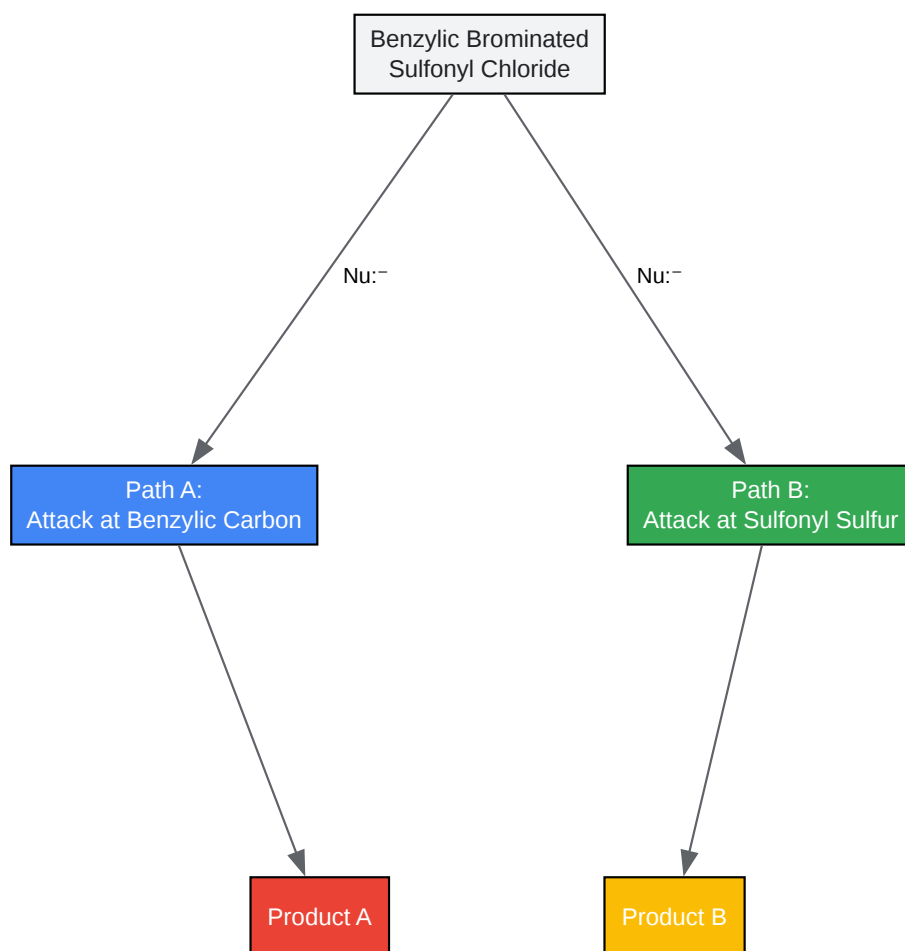 Benzylic Brominated
Sulfonyl Chloride
Nu:⁻
Nu:⁻
Path A:
Attack at Benzylic Carbon
Path B:
Attack at Sulfonyl Sulfur
Product A
Product B